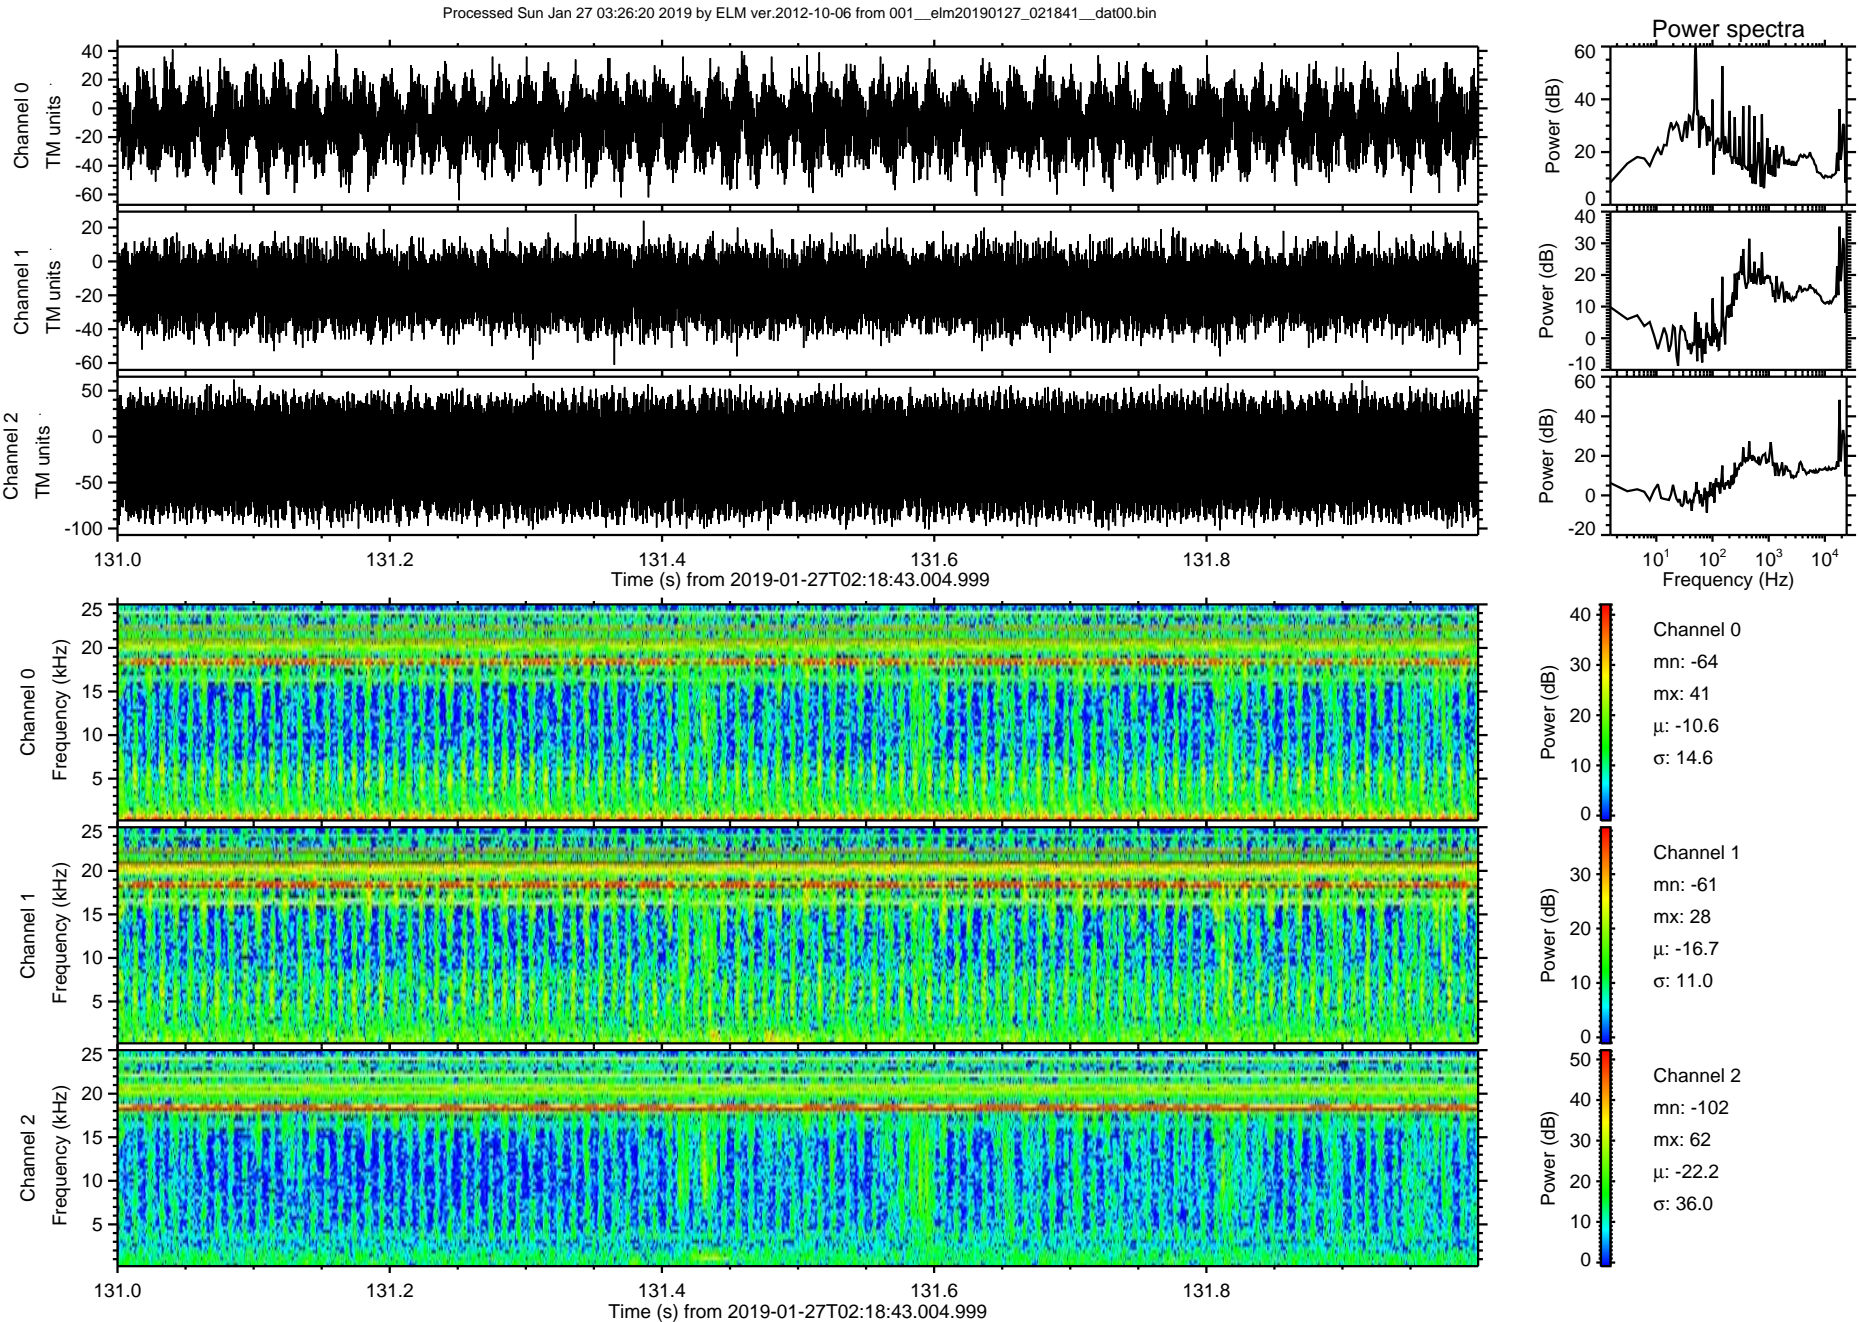 Processed Sun Jan 27 03:26:20 2019 by ELM ver.2012-10-06 from 001__elm20190127_021841__dat00.bin
Power spectra
Channel 0
TM units
40
20
0
-20
-40
-60
Power (dB)
60
40
20
0
Channel 1
TM units
20
0
-20
-40
-60
Power (dB)
40
30
20
10
0
-10
Channel 2
TM units
50
0
-50
-100
Power (dB)
60
40
20
0
-20
131.0 131.2 131.4 131.6 131.8
Time (s) from 2019-01-27T02:18:43.004.999
10¹ 10² 10³ 10⁴
Frequency (Hz)
Channel 0
Frequency (kHz)
25
20
15
10
5
Power (dB)
40
30
20
10
0
Channel 0
mn: -64
mx: 41
μ: -10.6
σ: 14.6
Channel 1
Frequency (kHz)
25
20
15
10
5
Power (dB)
30
20
10
0
Channel 1
mn: -61
mx: 28
μ: -16.7
σ: 11.0
Channel 2
Frequency (kHz)
25
20
15
10
5
Power (dB)
50
40
30
20
10
0
Channel 2
mn: -102
mx: 62
μ: -22.2
σ: 36.0
131.0 131.2 131.4 131.6 131.8
Time (s) from 2019-01-27T02:18:43.004.999